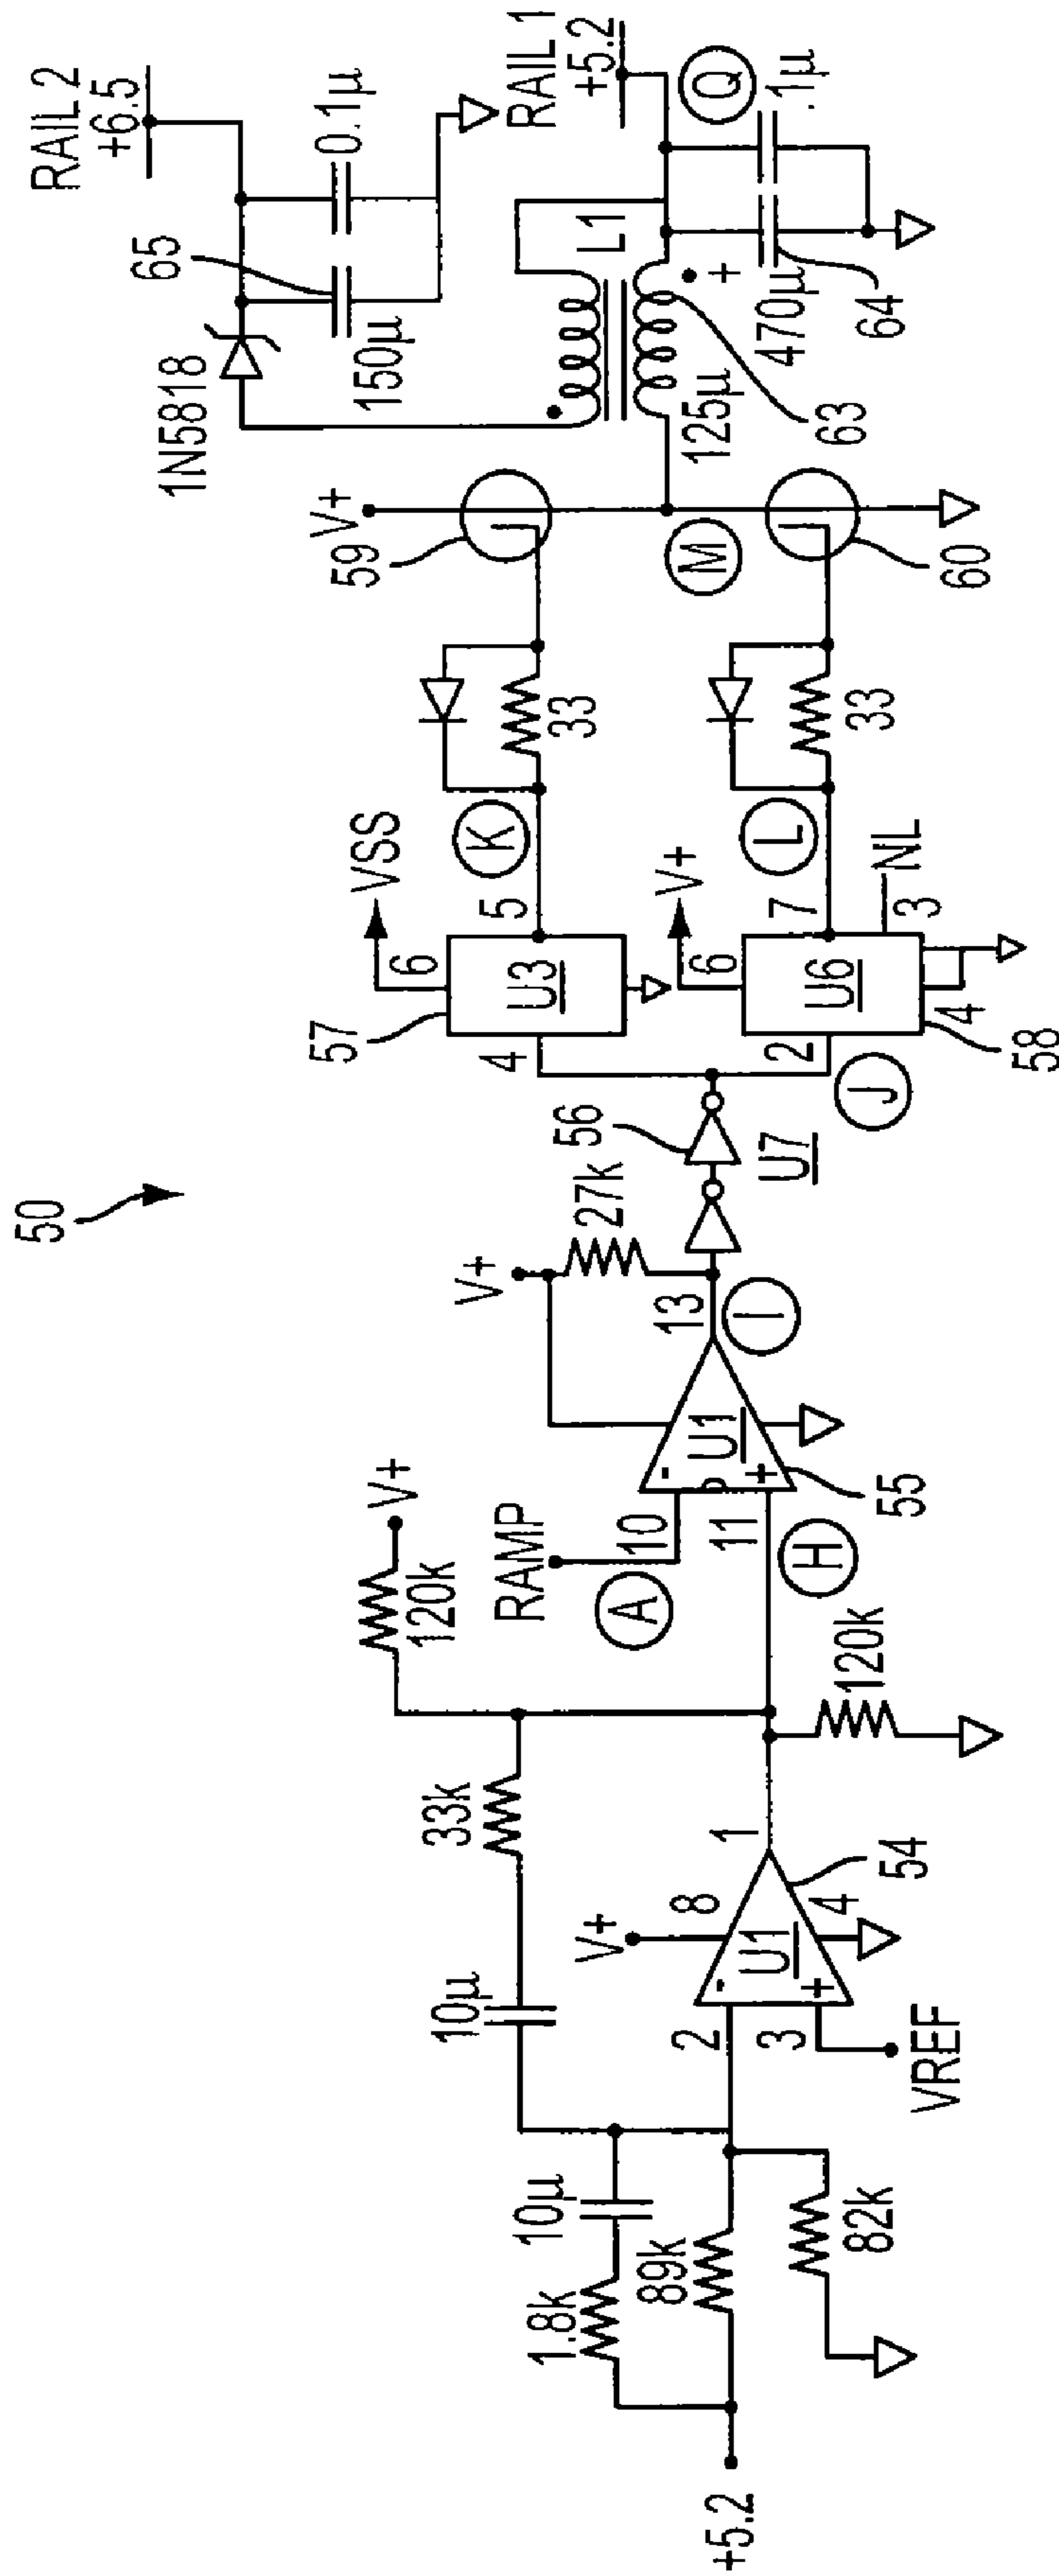 50
RAIL 2
+6.5
0.1µ
65
1N5818
150µ
RAIL 1
+5.2
Q
.1µ
L1
+
470µ
64
125µ
63
V+
59
M
60
33
K
33
L
VSS
6
5
57
U3
4
V+
6
7
NL
3
U6
2
4
58
J
56
U7
27k
V+
13
I
U1
-
+
55
RAMP
10
A
11
H
V+
120k
120k
33k
10µ
1
V+
8
54
4
U1
-
+
2
3
VREF
10µ
1.8k
89k
82k
+5.2